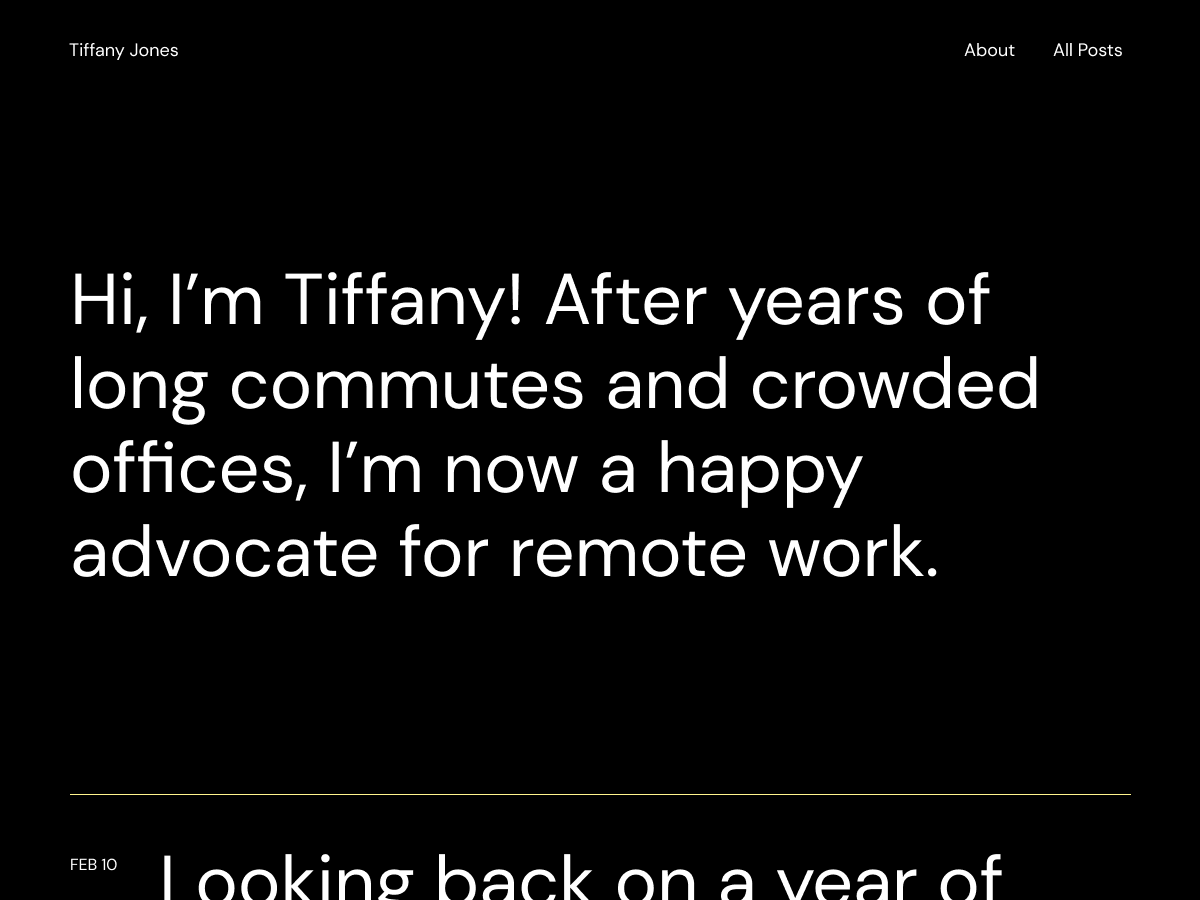 Tiffany Jones
About
All Posts
Hi, I’m Tiffany! After years of
long commutes and crowded
offices, I’m now a happy
advocate for remote work.
FEB 10
Looking back on a year of